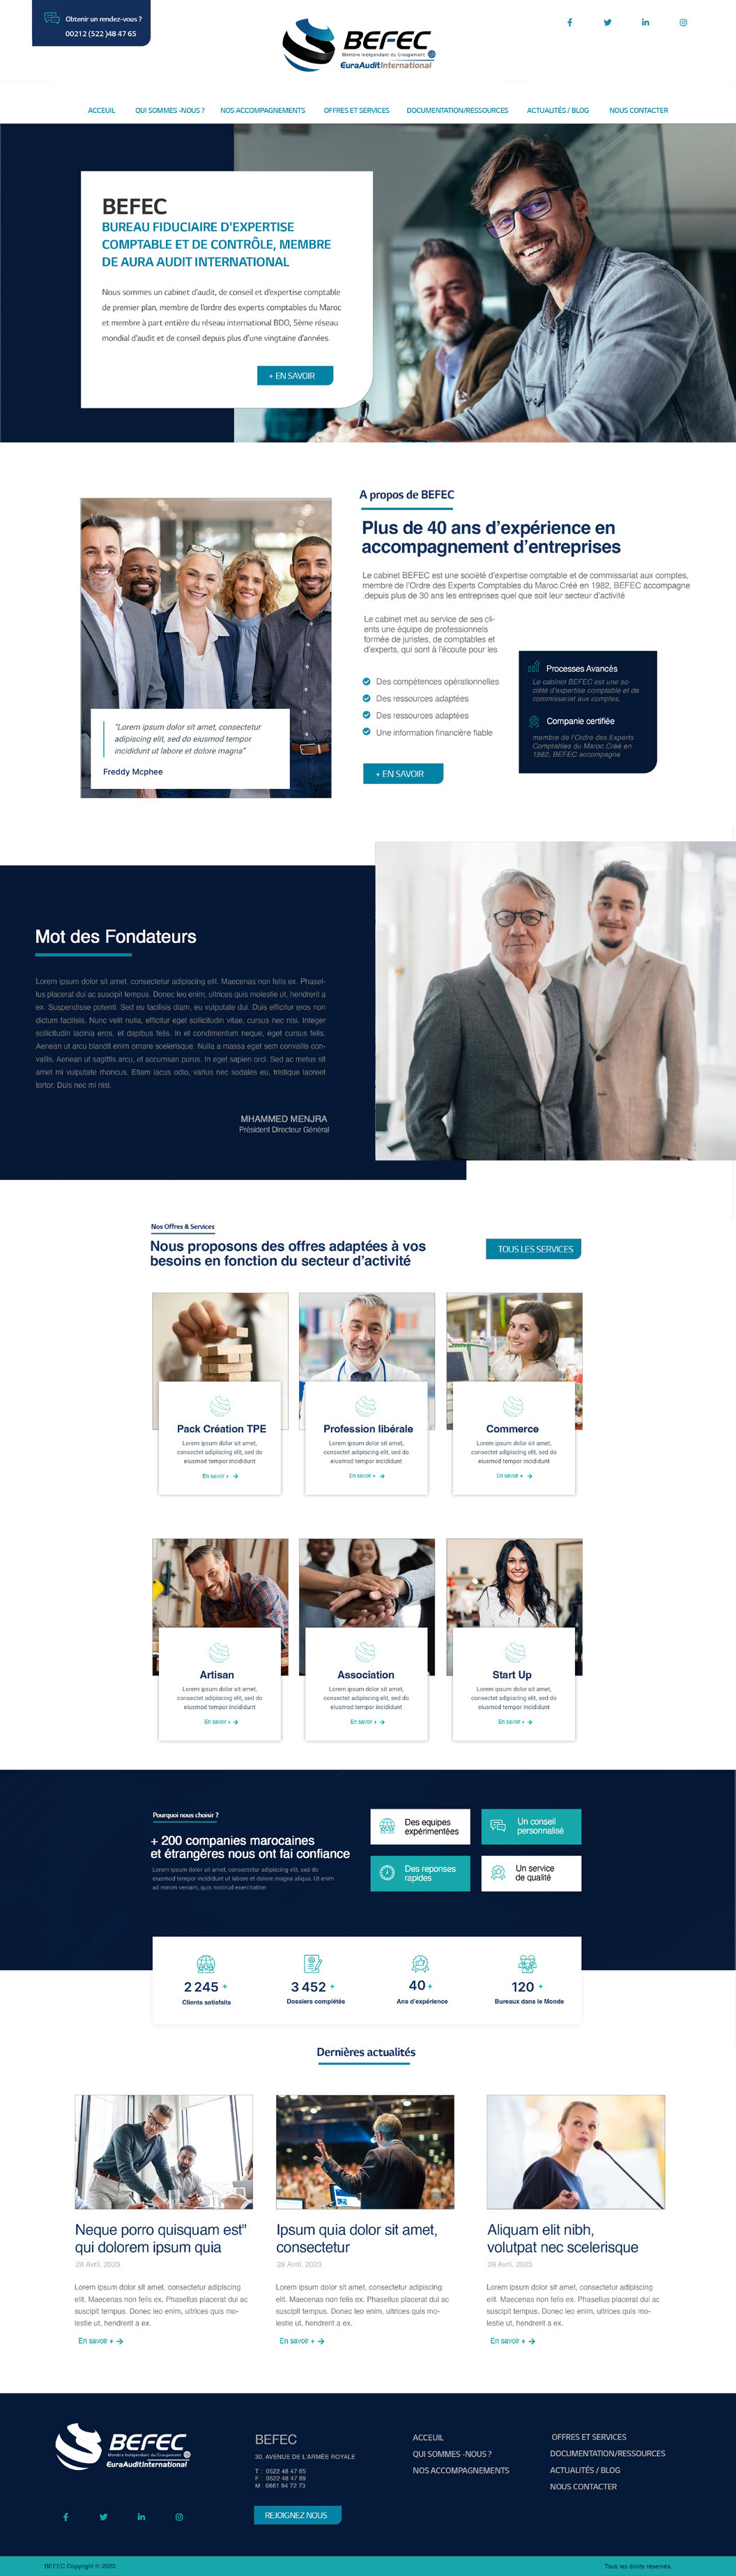 Obtenir un rendez-vous ?
00212 (522 )48 47 65
BEFEC
Membre Indépendant du Groupement
EuraAuditInternational
ACCEUIL QUI SOMMES -NOUS ? NOS ACCOMPAGNEMENTS OFFRES ET SERVICES DOCUMENTATION/RESSOURCES ACTUALITÉS / BLOG NOUS CONTACTER
BEFEC
BUREAU FIDUCIAIRE D'EXPERTISE
COMPTABLE ET DE CONTRÔLE, MEMBRE
DE AURA AUDIT INTERNATIONAL
Nous sommes un cabinet d'audit, de conseil et d'expertise comptable
de premier plan, membre de l'ordre des experts comptables du Maroc
et membre à part entière du réseau international BDO, 5ème réseau
mondial d'audit et de conseil depuis plus d'une vingtaine d'années.
+ EN SAVOIR
A propos de BEFEC
Plus de 40 ans d'expérience en
accompagnement d'entreprises
Le cabinet BEFEC est une société d'expertise comptable et de commissariat aux comptes,
membre de l'Ordre des Experts Comptables du Maroc.Créé en 1982, BEFEC accompagne
.depuis plus de 30 ans les entreprises quel que soit leur secteur d'activité
Le cabinet met au service de ses cli-
ents une équipe de professionnels
formée de juristes, de comptables et
d'experts, qui sont à l'écoute pour les
Des compétences opérationnelles
Des ressources adaptées
Des ressources adaptées
Une information financière fiable
+ EN SAVOIR
Processes Avancés
Le cabinet BEFEC est une so-
ciété d'expertise comptable et de
commissariat aux comptes,
Companie certifiée
membre de l'Ordre des Experts
Comptables du Maroc.Créé en
1982, BEFEC accompagne
"Lorem ipsum dolor sit amet, consectetur
adipiscing elit, sed do eiusmod tempor
incididunt ut labore et dolore magna"
Freddy Mcphee
Mot des Fondateurs
Lorem ipsum dolor sit amet, consectetur adipiscing elit. Maecenas non felis ex. Phasel-
lus placerat dui ac suscipit tempus. Donec leo enim, ultrices quis molestie ut, hendrerit a
ex. Suspendisse potenti. Sed eu facilisis diam, eu vulputate dui. Duis efficitur eros non
dictum facilisis. Nunc velit nulla, efficitur eget sollicitudin vitae, cursus nec nisi. Integer
sollicitudin lacinia eros, et dapibus felis. In et condimentum neque, eget cursus felis.
Aenean ut arcu blandit enim ornare scelerisque. Nulla a massa eget sem convallis con-
vallis. Aenean ut sagittis arcu, et accumsan purus. In eget sapien orci. Sed ac metus sit
amet mi vulputate rhoncus. Etiam lacus odio, varius nec sodales eu, tristique laoreet
tortor. Duis nec mi nisl.
MHAMMED MENJRA
Président Directeur Général
Nos Offres & Services
Nous proposons des offres adaptées à vos
besoins en fonction du secteur d'activité
TOUS LES SERVICES
Pack Création TPE
Lorem ipsum dolor sit amet,
consectet adipiscing elit, sed do
eiusmod tempor incididunt
En savoir +
Profession libérale
Lorem ipsum dolor sit amet,
consectet adipiscing elit, sed do
eiusmod tempor incididunt
En savoir +
Commerce
Lorem ipsum dolor sit amet,
consectet adipiscing elit, sed do
eiusmod tempor incididunt
En savoir +
Artisan
Lorem ipsum dolor sit amet,
consectet adipiscing elit, sed do
eiusmod tempor incididunt
En savoir +
Association
Lorem ipsum dolor sit amet,
consectet adipiscing elit, sed do
eiusmod tempor incididunt
En savoir +
Start Up
Lorem ipsum dolor sit amet,
consectet adipiscing elit, sed do
eiusmod tempor incididunt
En savoir +
Pourquoi nous choisir ?
+ 200 companies marocaines
et étrangères nous ont fai confiance
Lorem ipsum dolor sit amet, consectetur adipiscing elit, sed do
eiusmod tempor incididunt ut labore et dolore magna aliqua. Ut enim
ad minim veniam, quis nostrud exercitation
Des equipes
expérimentées
Un conseil
personnalisé
Des reponses
rapides
Un service
de qualité
2 245 +
Clients satisfaits
3 452 +
Dossiers complétés
40 +
Ans d'expérience
120 +
Bureaux dans le Monde
Dernières actualités
Neque porro quisquam est"
qui dolorem ipsum quia
28 Avril, 2023
Lorem ipsum dolor sit amet, consectetur adipiscing
elit. Maecenas non felis ex. Phasellus placerat dui ac
suscipit tempus. Donec leo enim, ultrices quis mo-
lestie ut, hendrerit a ex.
En savoir +
Ipsum quia dolor sit amet,
consectetur
28 Avril, 2023
Lorem ipsum dolor sit amet, consectetur adipiscing
elit. Maecenas non felis ex. Phasellus placerat dui ac
suscipit tempus. Donec leo enim, ultrices quis mo-
lestie ut, hendrerit a ex.
En savoir +
Aliquam elit nibh,
volutpat nec scelerisque
28 Avril, 2023
Lorem ipsum dolor sit amet, consectetur adipiscing
elit. Maecenas non felis ex. Phasellus placerat dui ac
suscipit tempus. Donec leo enim, ultrices quis mo-
lestie ut, hendrerit a ex.
En savoir +
BEFEC
Membre Indépendant du Groupement
EuraAuditInternational
BEFEC
30, AVENUE DE L'ARMÉE ROYALE
T : 0522 48 47 65
F : 0522 48 47 89
M : 0661 94 72 73
REJOIGNEZ NOUS
ACCEUIL
QUI SOMMES -NOUS ?
NOS ACCOMPAGNEMENTS
OFFRES ET SERVICES
DOCUMENTATION/RESSOURCES
ACTUALITÉS / BLOG
NOUS CONTACTER
BEFEC Copyright © 2023
Tous les droits réservés.